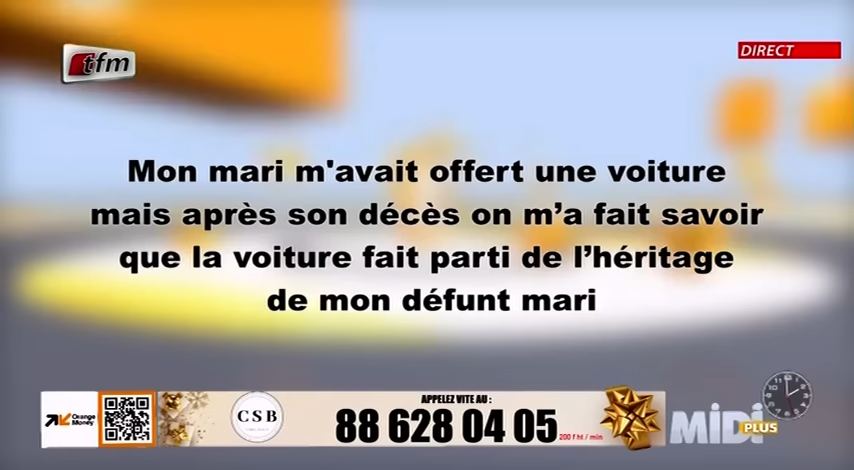 tfm
DIRECT
Mon mari m'avait offert une voiture
mais après son décès on m’a fait savoir
que la voiture fait parti de l’héritage
de mon défunt mari
Orange
Money
CSB
APPELEZ VITE AU :
88 628 04 05
200 f ht / min
MiDi
PLUS